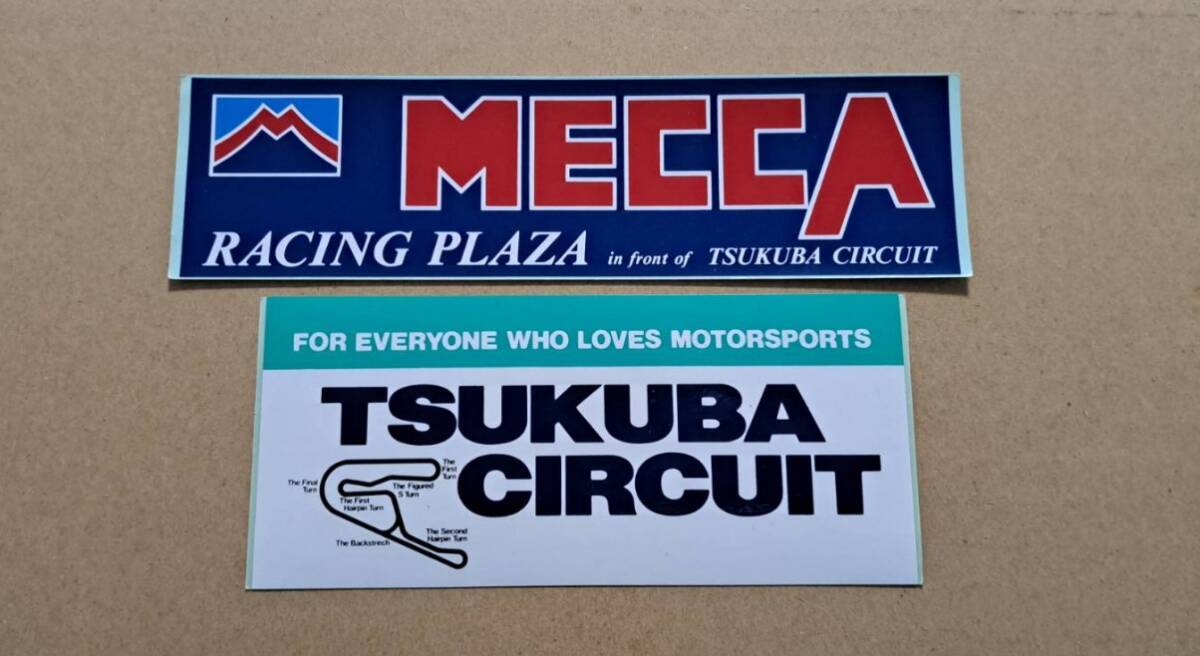 MECCA
RACING PLAZA in front of TSUKUBA CIRCUIT
FOR EVERYONE WHO LOVES MOTORSPORTS
TSUKUBA
CIRCUIT
The
First
Turn
The Final
Turn
The Figured
S Turn
The First
Hairpin Turn
The Second
Hairpin Turn
The Backstrech